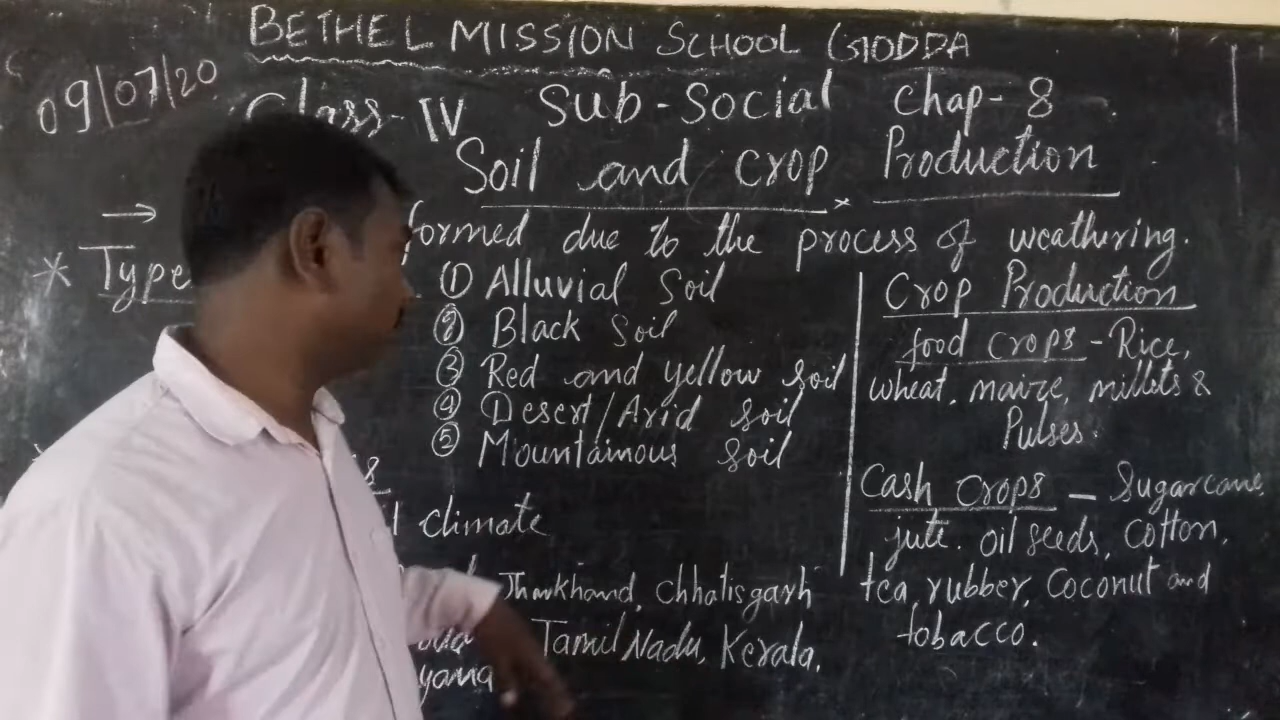 BETHEL MISSION SCHOOL GODDA
09/07/20
Class-IV Sub-Social Chap-8
Soil and crop Production
→ formed due to the process of weathering.
* Type
① Alluvial Soil
② Black Soil
③ Red and yellow soil
④ Desert/Arid soil
⑤ Mountainous soil
climate
Jharkhand, Chhatisgarh
Tamil Nadu, Kerala.
yana
Crop Production
food crops - Rice,
wheat, maize, millets &
Pulses.
Cash Crops - Sugarcane,
jute. oil seeds, Cotton,
tea, rubber, Coconut and
tobacco.